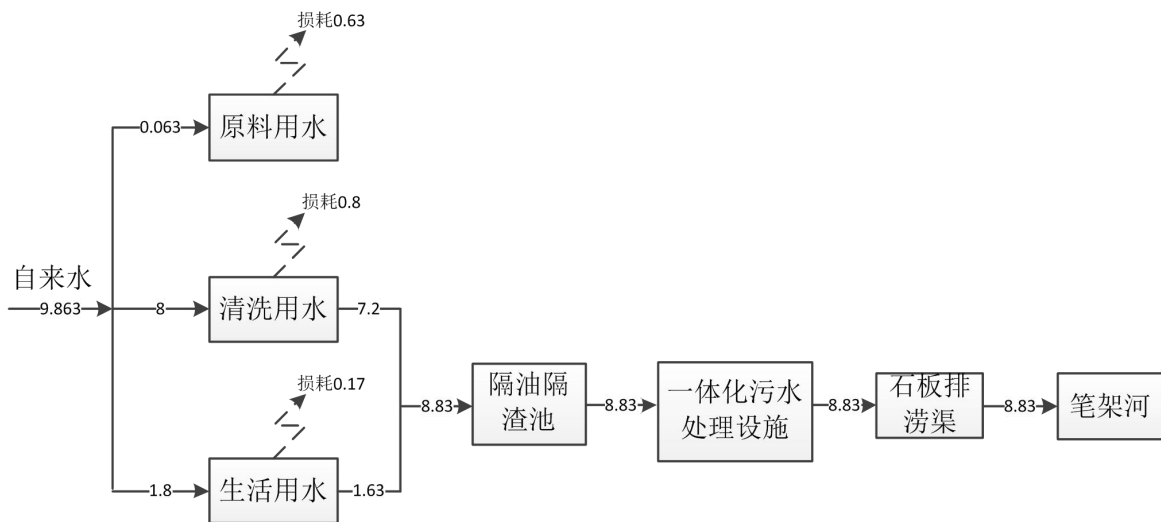 损耗0.63
原料用水
0.063
损耗0.8
自来水
9.863
8
清洗用水
7.2
损耗0.17
1.8
生活用水
1.63
8.83
隔油隔
渣池
8.83
一体化污水
处理设施
8.83
石板排
涝渠
8.83
笔架河